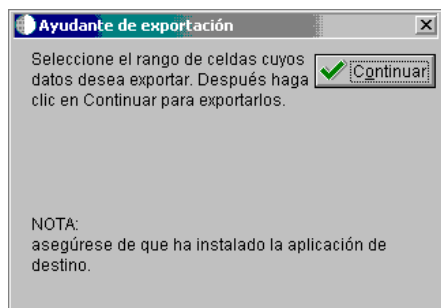 Ayudante de exportación
Seleccione el rango de celdas cuyos
datos desea exportar. Después haga
clic en Continuar para exportarlos.
Continuar
NOTA:
asegúrese de que ha instalado la aplicación de
destino.